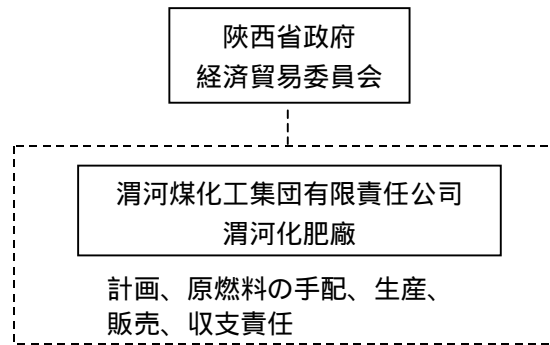 陝西省政府
経済貿易委員会
渭河煤化工集団有限責任公司
渭河化肥廠
計画、原燃料の手配、生産、
販売、収支責任